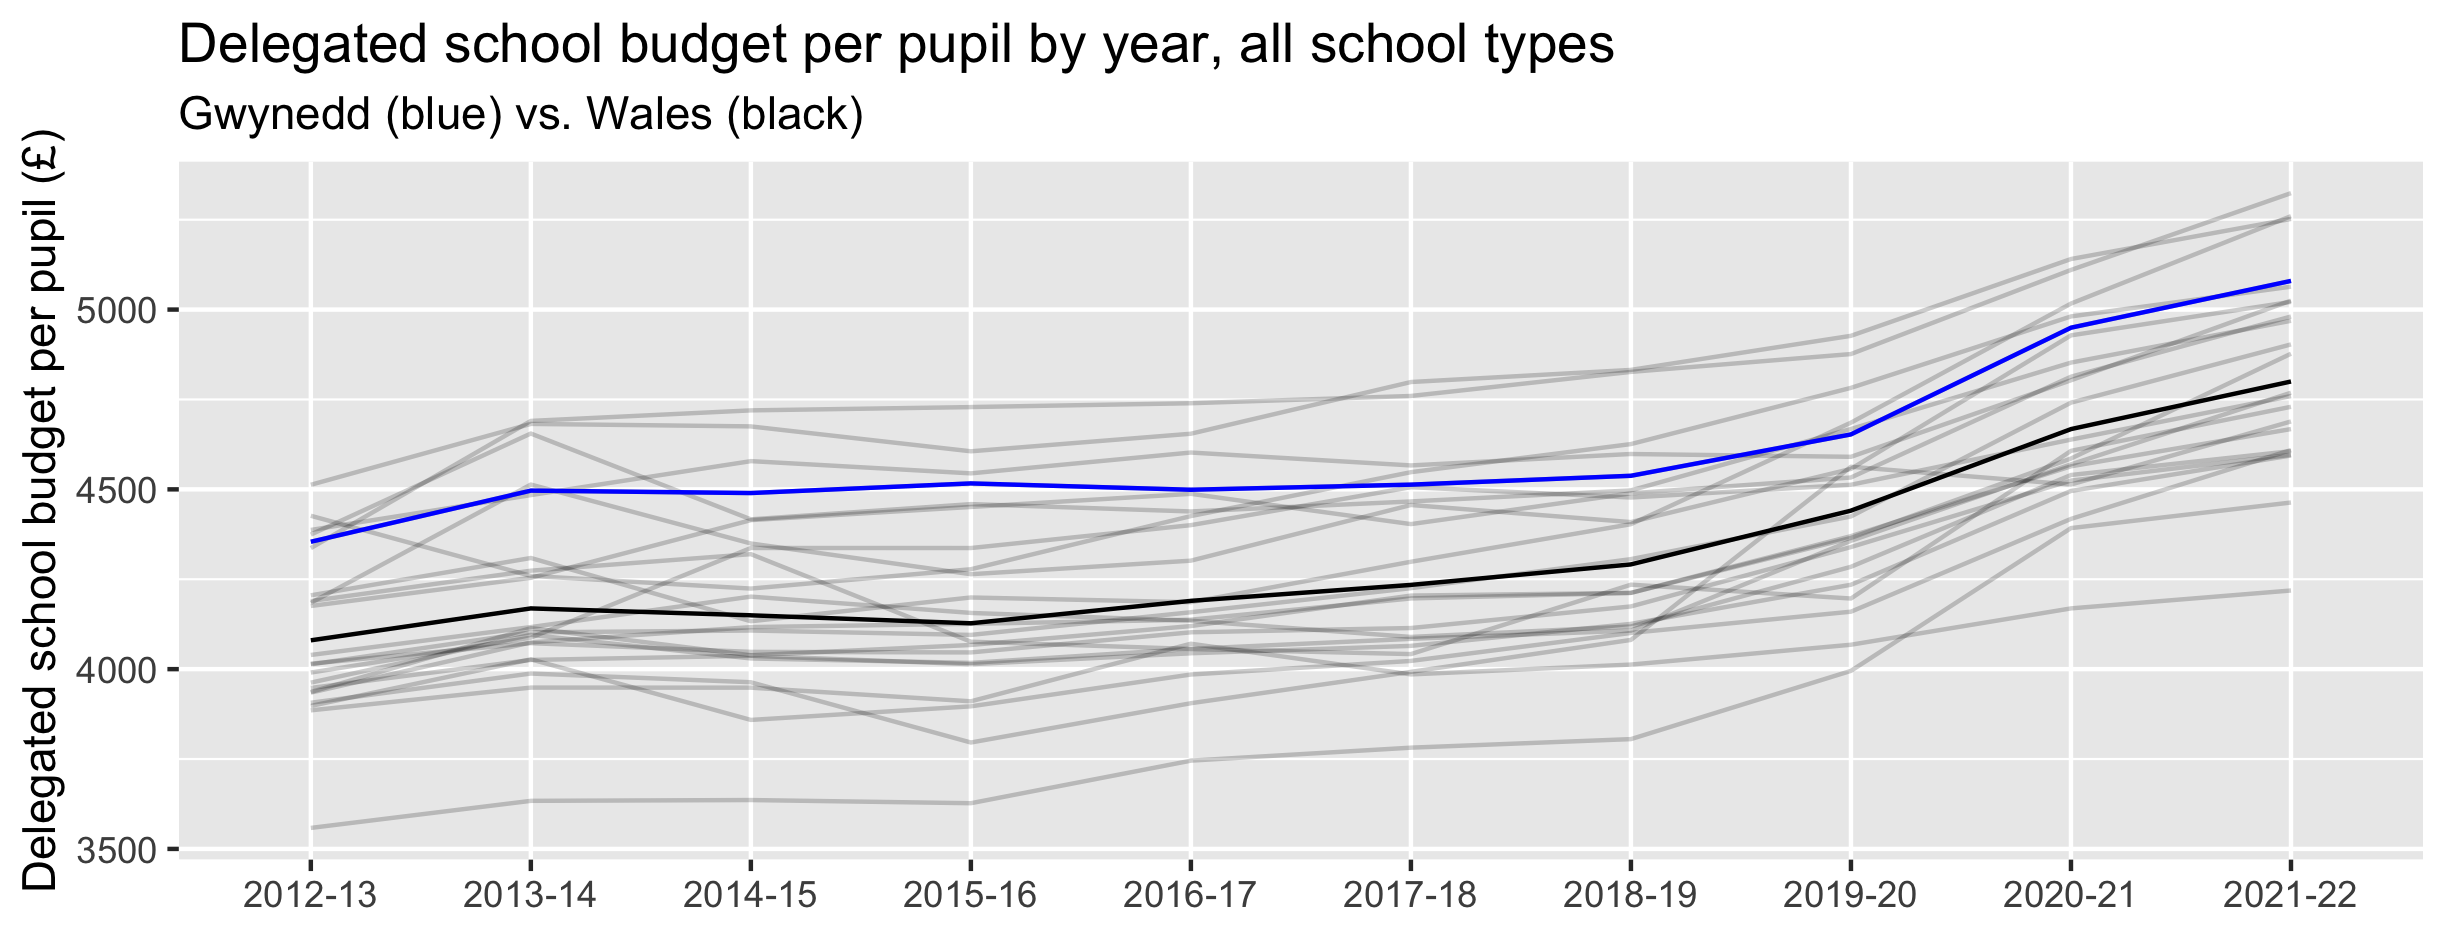 Delegated school budget per pupil by year, all school types
Gwynedd (blue) vs. Wales (black)
Delegated school budget per pupil (£)
5000
4500
4000
3500
2012-13 2013-14 2014-15 2015-16 2016-17 2017-18 2018-19 2019-20 2020-21 2021-22